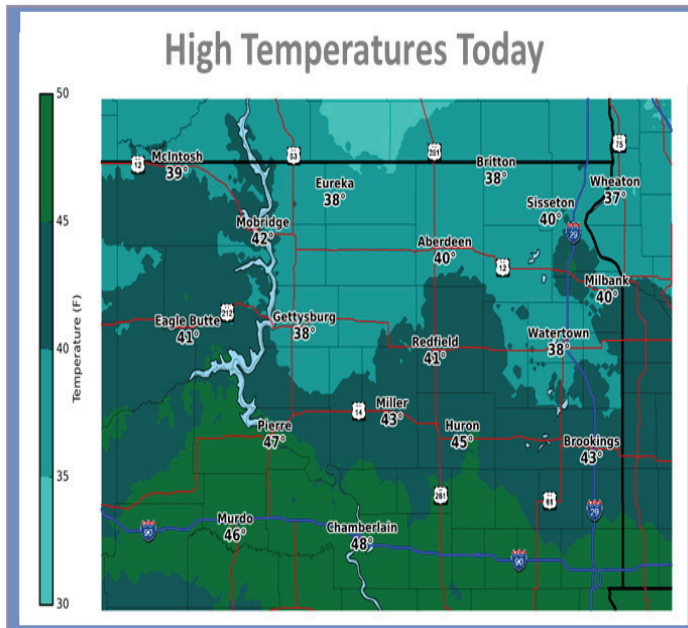 High Temperatures Today
50
45
40
35
30
Temperature (F)
12
McIntosh
39°
83
281
75
Eureka
38°
Britton
38°
Wheaton
37°
Sisseton
40°
29
Mobridge
42°
Aberdeen
40°
12
Milbank
40°
212
Eagle Butte
41°
Gettysburg
38°
Redfield
41°
Watertown
38°
14
Miller
43°
Pierre
47°
Huron
45°
Brookings
43°
281
81
29
90
Murdo
46°
Chamberlain
48°
90